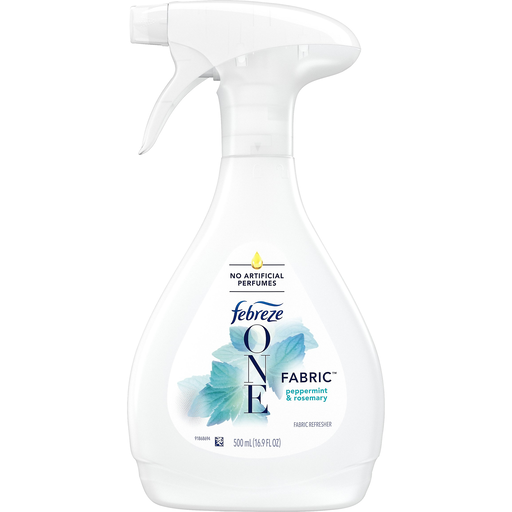 NO ARTIFICIAL
PERFUMES
febreze
ONE
FABRIC™
peppermint
& rosemary
FABRIC REFRESHER
500 mL (16.9 FL OZ)